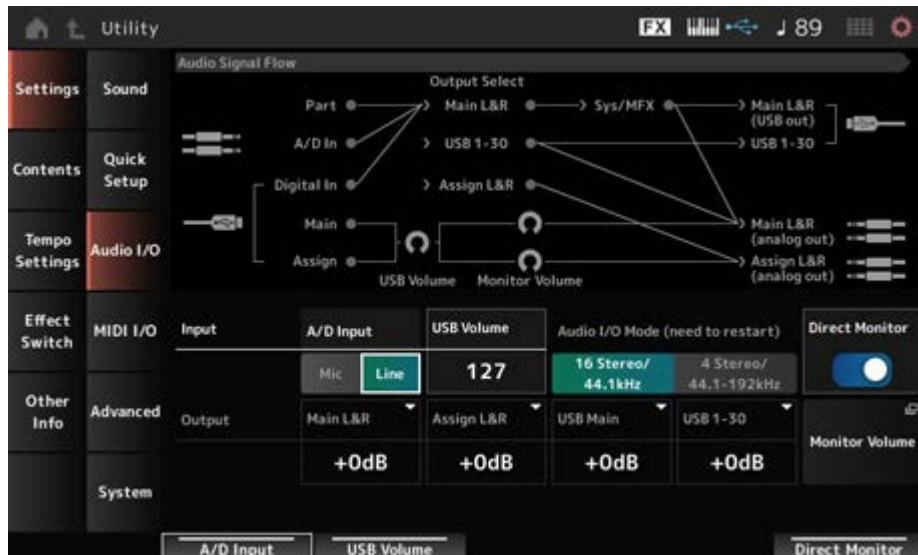 Utility
FX
♩ 89
Settings
Sound
Contents
Quick
Setup
Tempo
Settings
Audio I/O
Effect
Switch
MIDI I/O
Other
Info
Advanced
System
Audio Signal Flow
Output Select
Part
Main L&R
Sys/MFX
Main L&R
(USB out)
A/D In
USB 1-30
USB 1-30
Digital In
Assign L&R
Main
Main L&R
(analog out)
Assign
Assign L&R
(analog out)
USB Volume
Monitor Volume
Input
A/D Input
USB Volume
Audio I/O Mode (need to restart)
Direct Monitor
Mic
Line
127
16 Stereo/
44.1kHz
4 Stereo/
44.1-192kHz
Output
Main L&R
Assign L&R
USB Main
USB 1-30
Monitor Volume
+0dB
+0dB
+0dB
+0dB
A/D Input
USB Volume
Direct Monitor